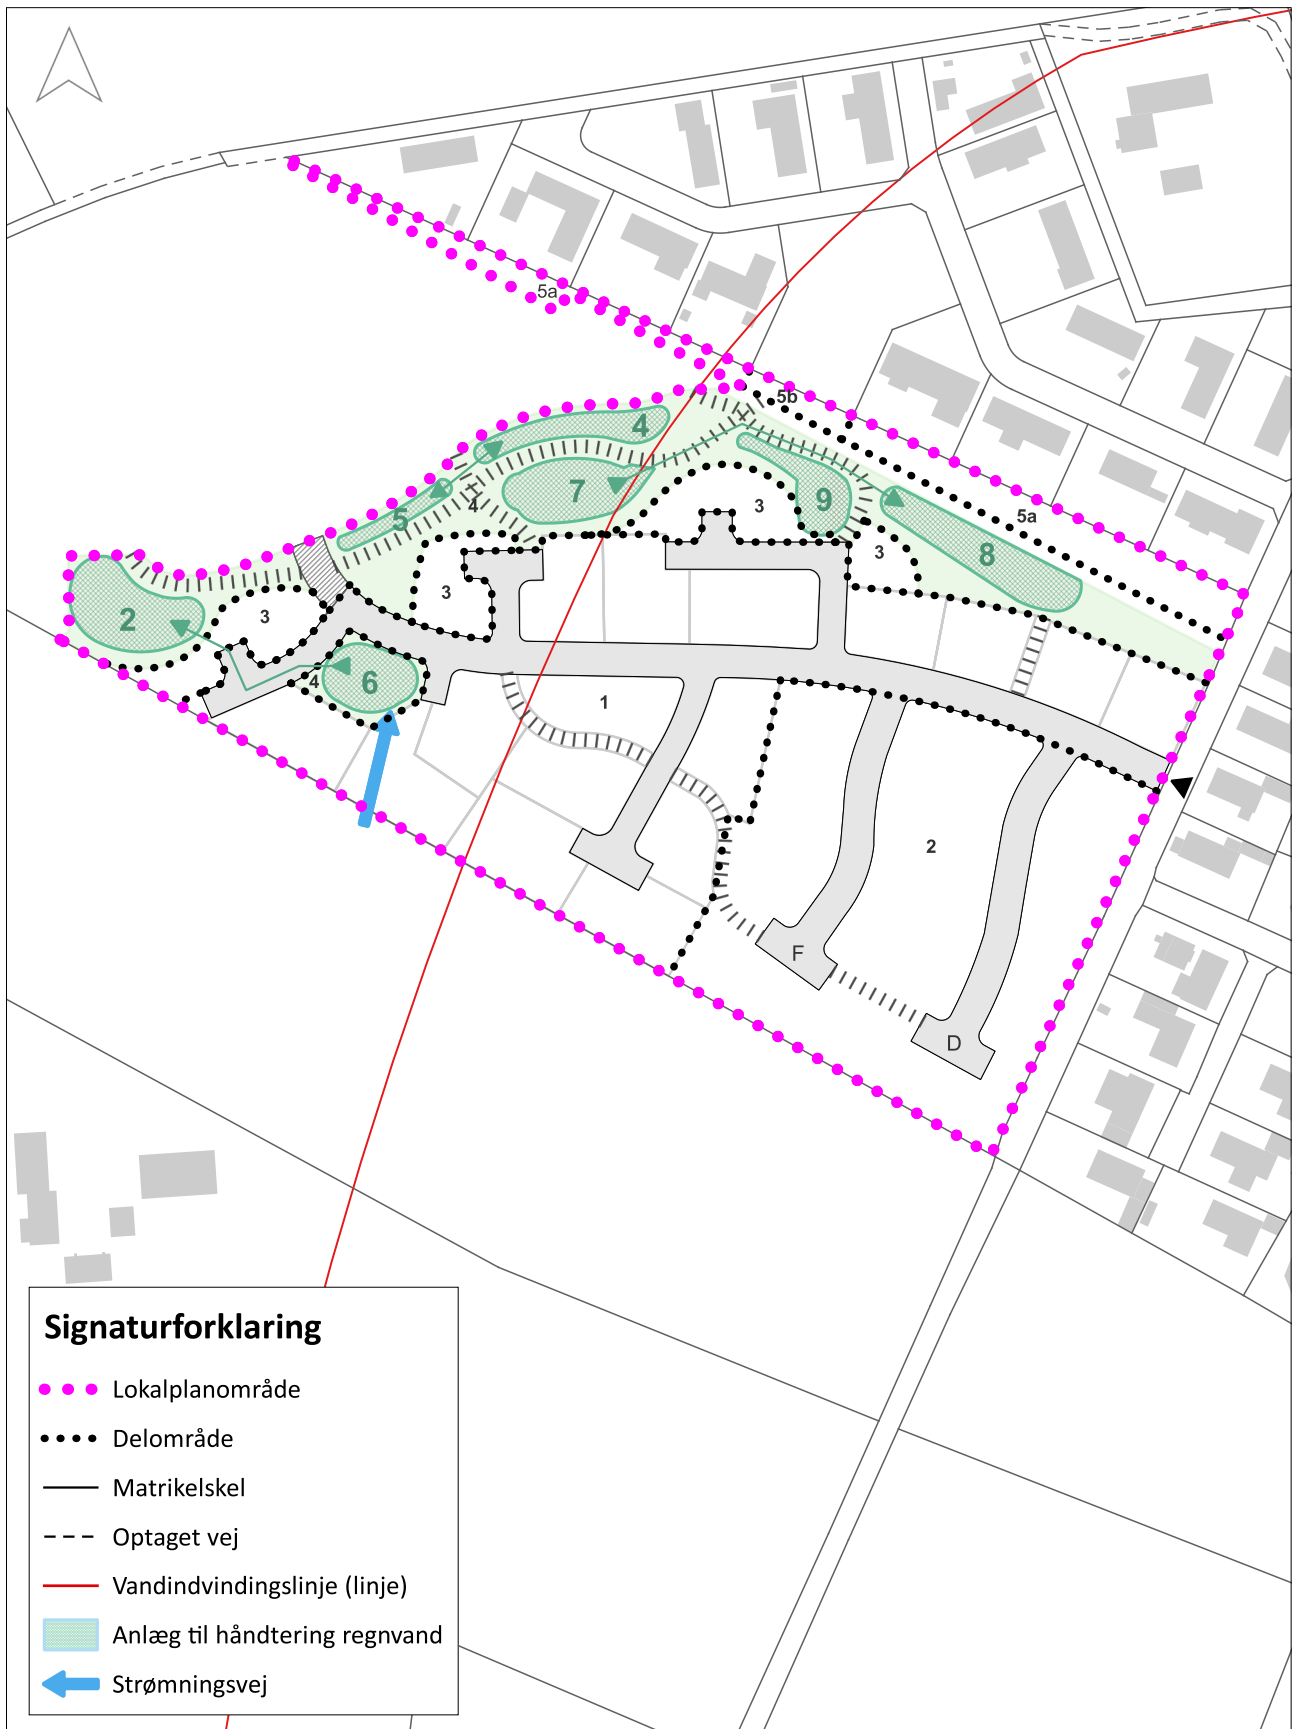 5a
5b
4
7
9
3
4
5
5a
8
3
3
2
3
6
4
1
2
F
D
Signaturforklaring
Lokalplanområde
Delområde
Matrikelskel
Optaget vej
Vandindvindingslinje (linje)
Anlæg til håndtering regnvand
Strømningsvej